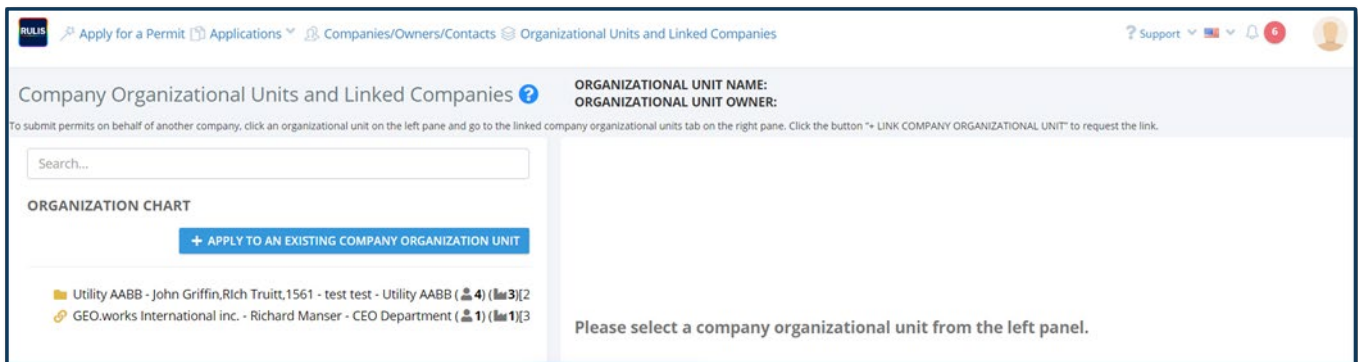 RULIS Apply for a Permit Applications Companies/Owners/Contacts Organizational Units and Linked Companies ? Support 6
Company Organizational Units and Linked Companies ?
ORGANIZATIONAL UNIT NAME:
ORGANIZATIONAL UNIT OWNER:
To submit permits on behalf of another company, click an organizational unit on the left pane and go to the linked company organizational units tab on the right pane. Click the button "+ LINK COMPANY ORGANIZATIONAL UNIT" to request the link.
Search...
ORGANIZATION CHART
+ APPLY TO AN EXISTING COMPANY ORGANIZATION UNIT
Utility AABB - John Griffin,RIch Truitt,1561 - test test - Utility AABB ( 4) ( 3)[2
GEO.works International inc. - Richard Manser - CEO Department ( 1) ( 1)[3
Please select a company organizational unit from the left panel.